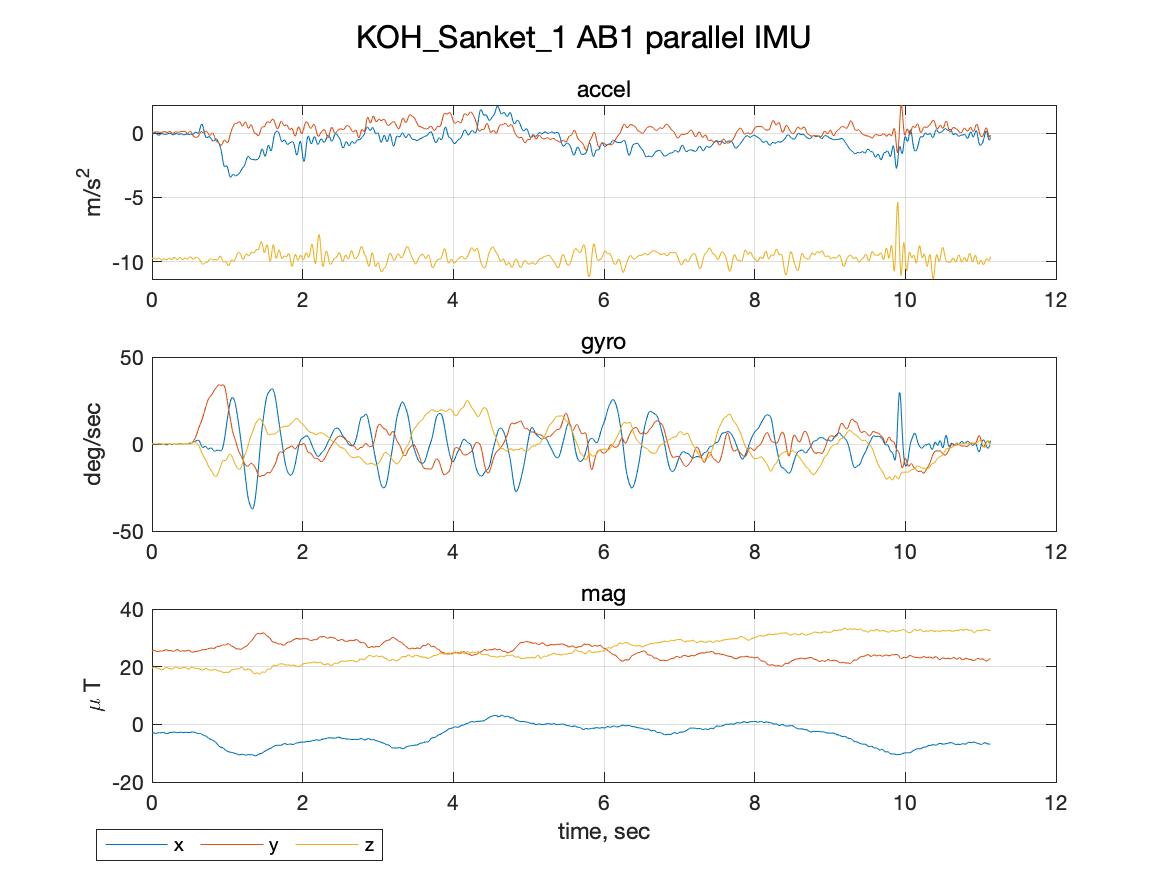 KOH_Sanket_1 AB1 parallel IMU
accel
m/s²
0
-5
-10
0 2 4 6 8 10 12
gyro
deg/sec
50
0
-50
0 2 4 6 8 10 12
mag
μ T
40
20
0
-20
0 2 4 6 8 10 12
time, sec
x y z